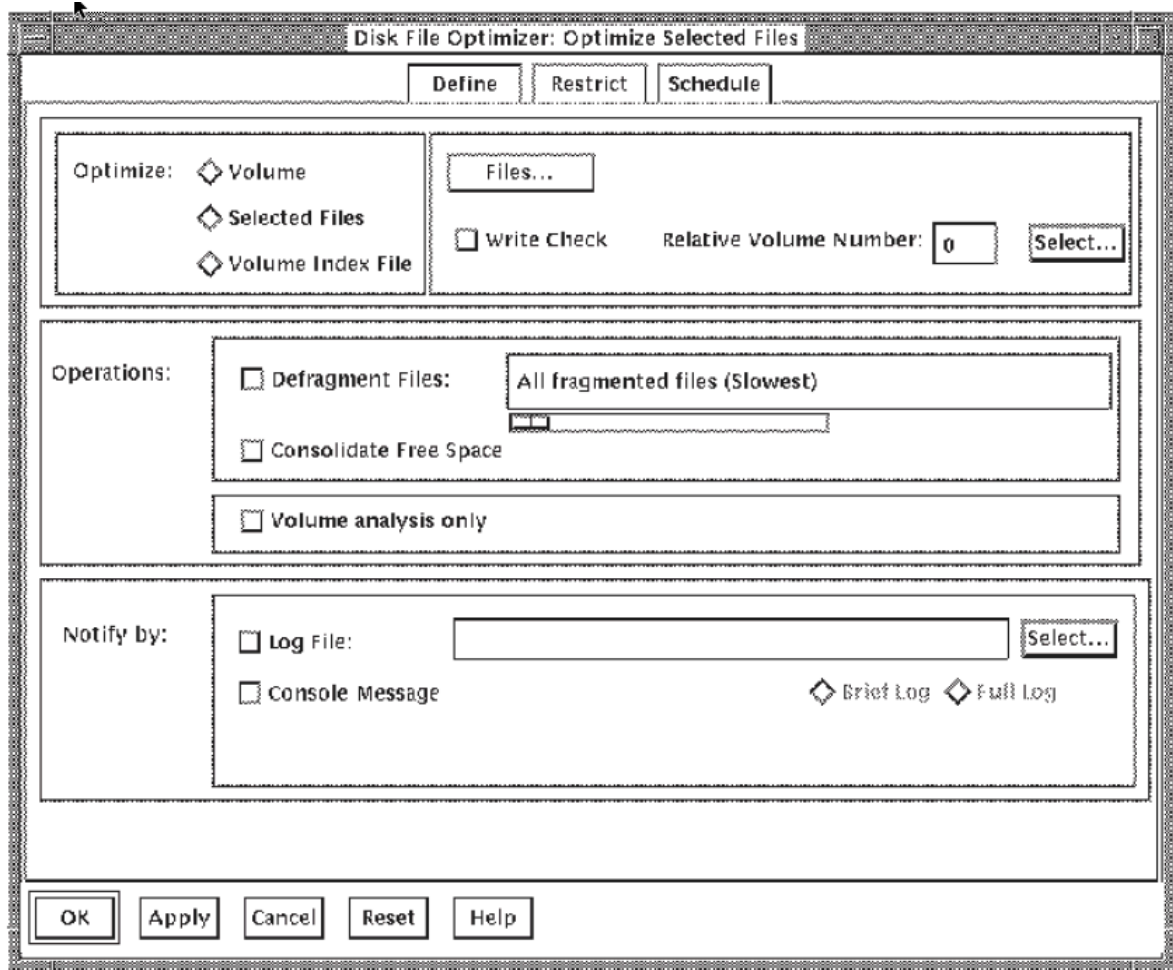 Disk File Optimizer: Optimize Selected Files
Define Restrict Schedule
Optimize: Volume Files...
Selected Files
Write Check Relative Volume Number: 0 Select...
Volume Index File
Operations: Defragment Files: All fragmented files (Slowest)
Consolidate Free Space
Volume analysis only
Notify by: Log File: Select...
Console Message Brief Log Full Log
OK Apply Cancel Reset Help